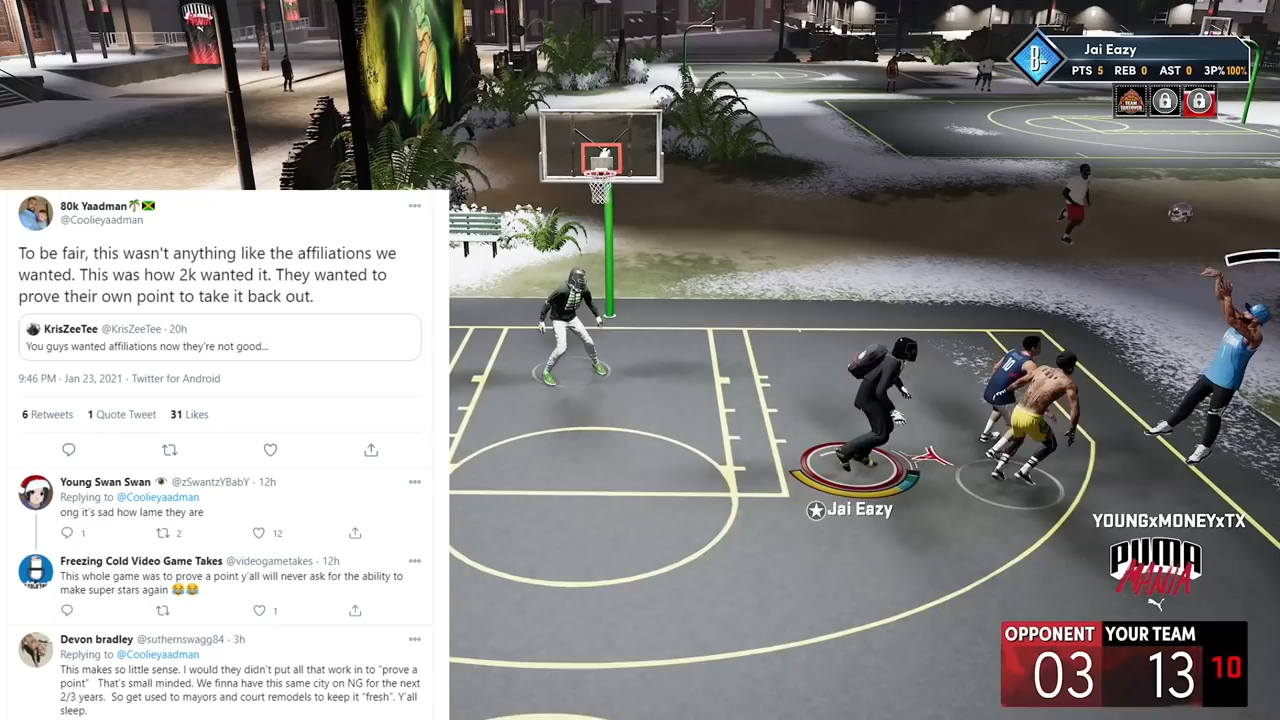 80k Yaadman🌴🇯🇲
@Coolieyaadman
To be fair, this wasn't anything like the affiliations we
wanted. This was how 2k wanted it. They wanted to
prove their own point to take it back out.
KrisZeeTee @KrisZeeTee · 20h
You guys wanted affiliations now they're not good...
9:46 PM · Jan 23, 2021 · Twitter for Android
6 Retweets 1 Quote Tweet 31 Likes
Young Swan Swan 👁 @zSwantzYBabY · 12h
Replying to @Coolieyaadman
ong it's sad how lame they are
1 2 12
Freezing Cold Video Game Takes @videogametakes · 12h
This whole game was to prove a point y'all will never ask for the ability to
make super stars again 😂😂
1
Devon bradley @suthernswagg84 · 3h
Replying to @Coolieyaadman
This makes so little sense. I would they didn't put all that work in to "prove a
point" That's small minded. We finna have this same city on NG for the next
2/3 years. So get used to mayors and court remodels to keep it "fresh". Y'all
sleep.
PUMA
MANIA
B-
Jai Eazy
PTS 5 REB 0 AST 0 3P% 100%
TEAM
TAKEOVER
10
Jai Eazy
YOUNGxMONEYxTX
PUMA
MANIA
OPPONENT YOUR TEAM
03 13 10